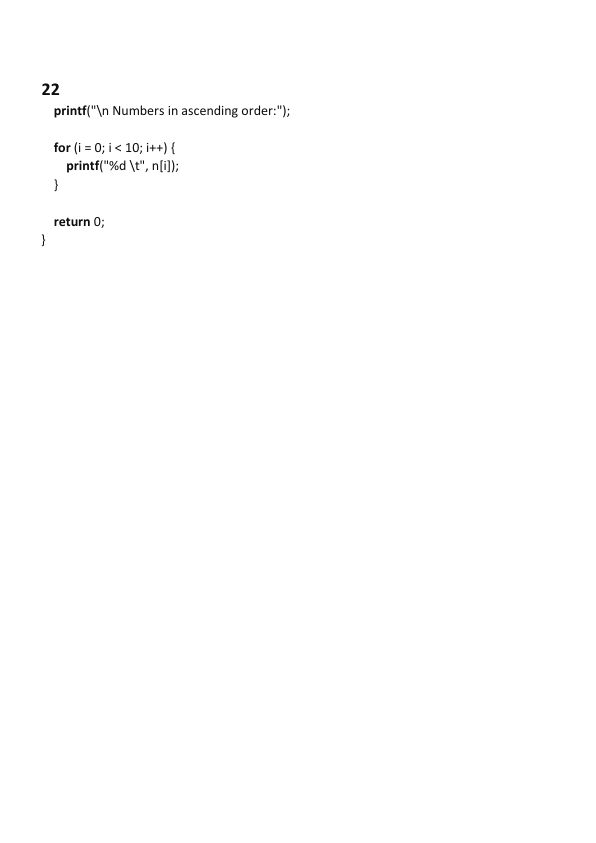 22
printf("\n Numbers in ascending order:");
for (i = 0; i < 10; i++) {
printf("%d \t", n[i]);
}
return 0;
}